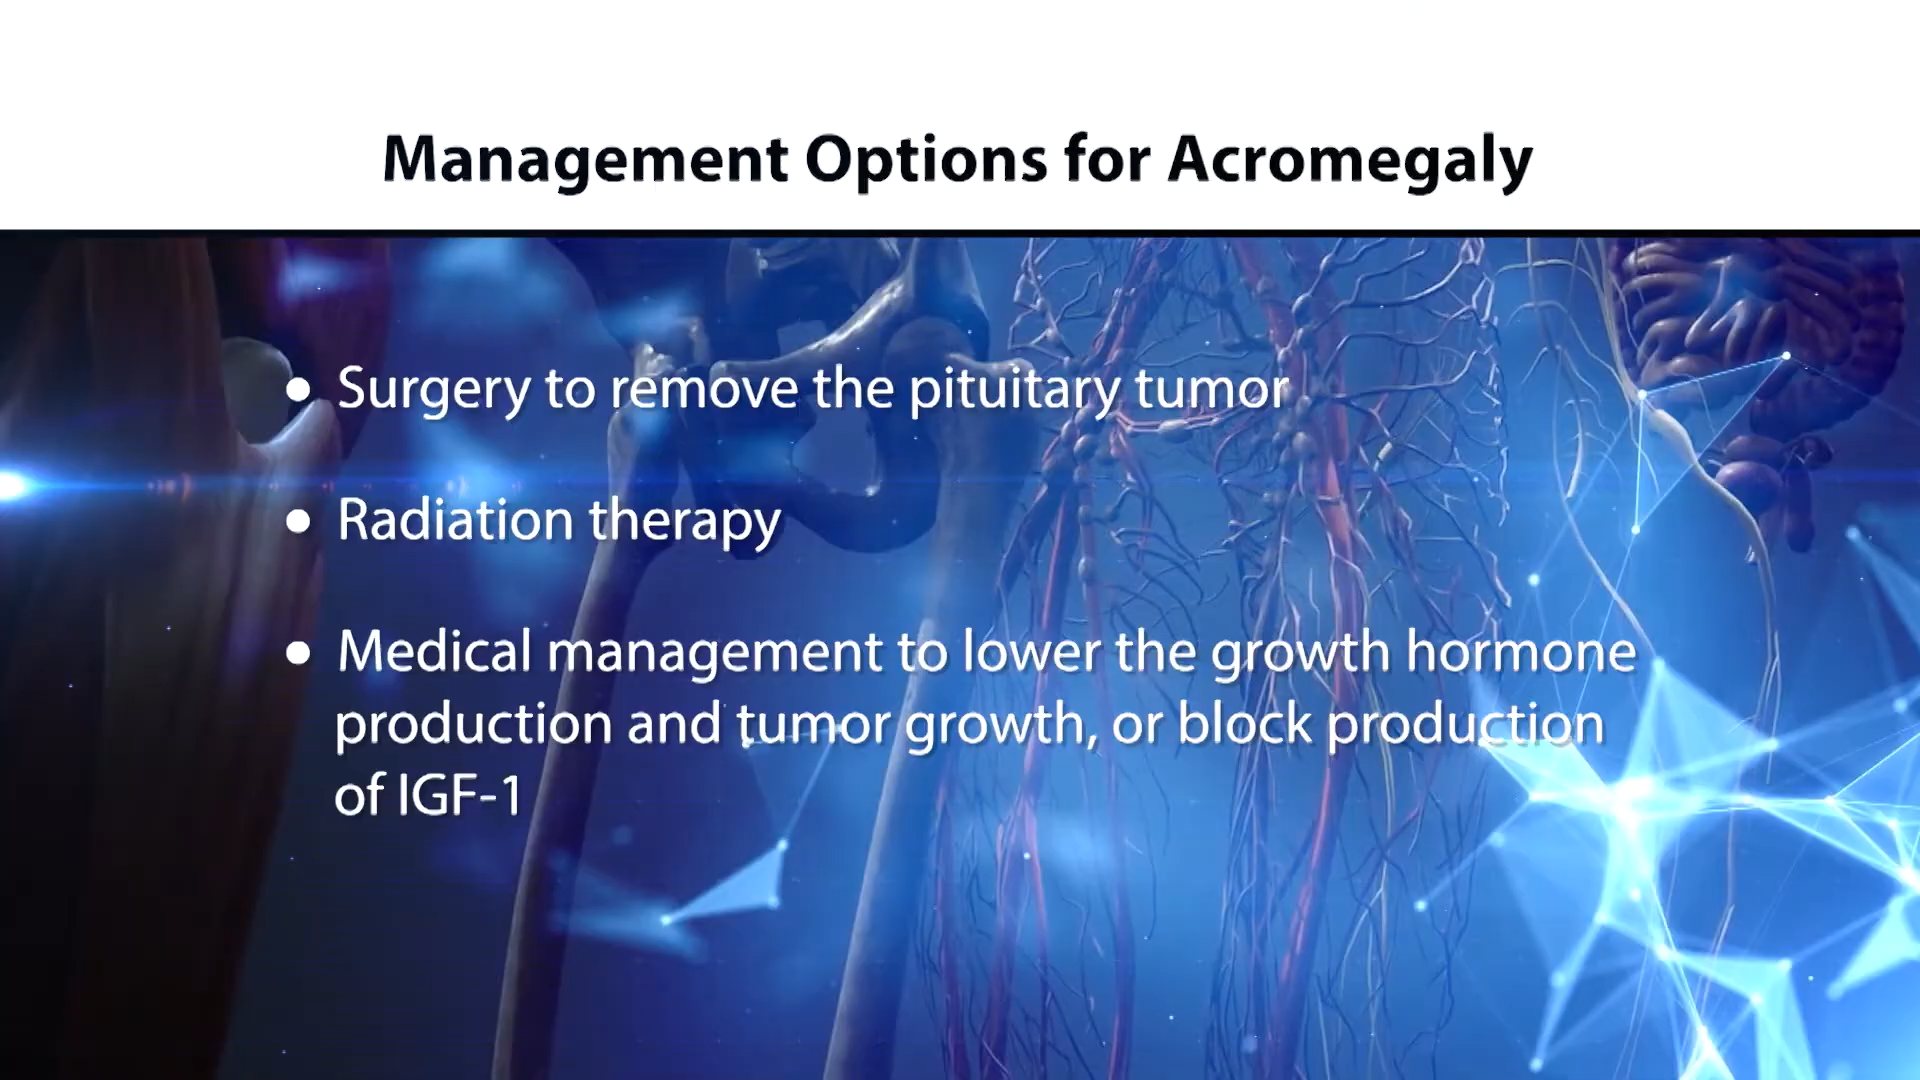 Management Options for Acromegaly
● Surgery to remove the pituitary tumor
● Radiation therapy
● Medical management to lower the growth hormone
production and tumor growth, or block production
of IGF-1